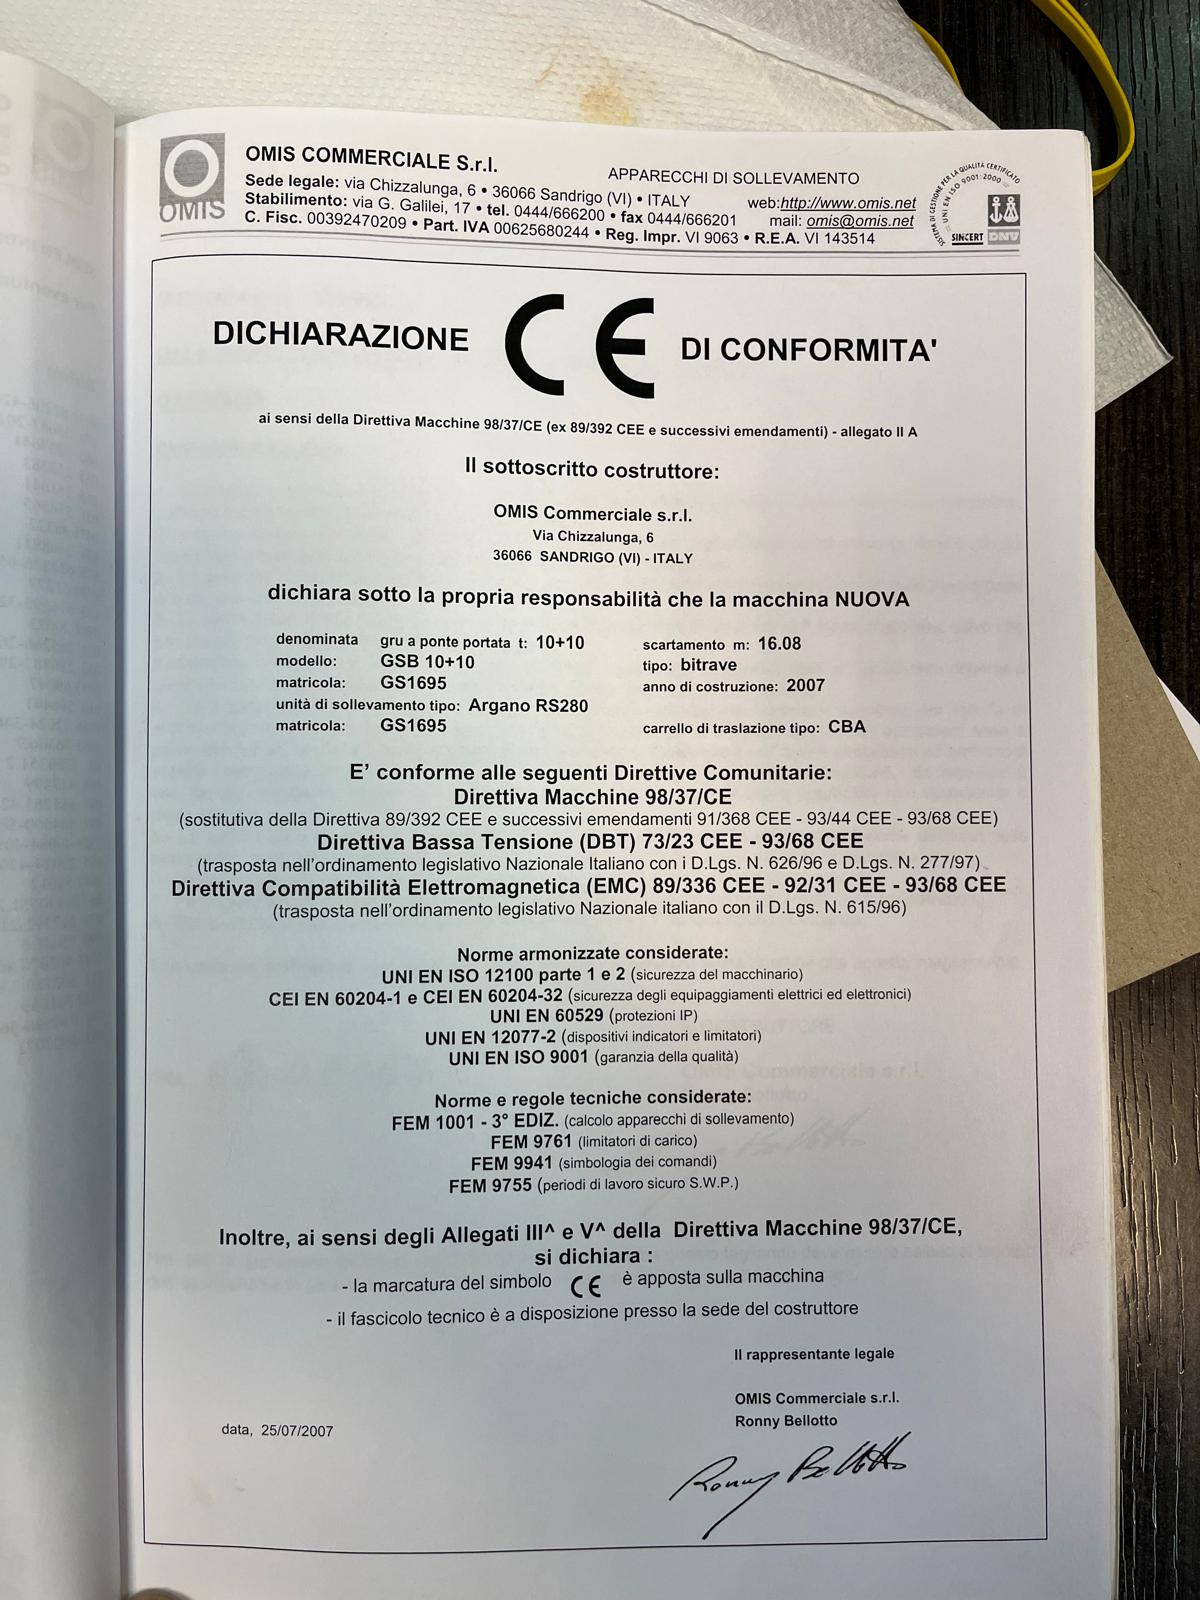 OMIS
OMIS COMMERCIALE S.r.l.
APPARECCHI DI SOLLEVAMENTO
Sede legale: via Chizzalunga, 6 • 36066 Sandrigo (VI) • ITALY
web:http://www.omis.net
Stabilimento: via G. Galilei, 17 • tel. 0444/666200 • fax 0444/666201
mail: omis@omis.net
C. Fisc. 00392470209 • Part. IVA 00625680244 • Reg. Impr. VI 9063 • R.E.A. VI 143514
SISTEMA DI GESTIONE PER LA QUALITÀ CERTIFICATO
UNI EN ISO 9001:2000
SINCERT DNV
DICHIARAZIONE CE DI CONFORMITA'
ai sensi della Direttiva Macchine 98/37/CE (ex 89/392 CEE e successivi emendamenti) - allegato II A
Il sottoscritto costruttore:
OMIS Commerciale s.r.l.
Via Chizzalunga, 6
36066 SANDRIGO (VI) - ITALY
dichiara sotto la propria responsabilità che la macchina NUOVA
denominata gru a ponte portata t: 10+10 scartamento m: 16.08
modello: GSB 10+10 tipo: bitrave
matricola: GS1695 anno di costruzione: 2007
unità di sollevamento tipo: Argano RS280
matricola: GS1695 carrello di traslazione tipo: CBA
E' conforme alle seguenti Direttive Comunitarie:
Direttiva Macchine 98/37/CE
(sostitutiva della Direttiva 89/392 CEE e successivi emendamenti 91/368 CEE - 93/44 CEE - 93/68 CEE)
Direttiva Bassa Tensione (DBT) 73/23 CEE - 93/68 CEE
(trasposta nell'ordinamento legislativo Nazionale Italiano con i D.Lgs. N. 626/96 e D.Lgs. N. 277/97)
Direttiva Compatibilità Elettromagnetica (EMC) 89/336 CEE - 92/31 CEE - 93/68 CEE
(trasposta nell'ordinamento legislativo Nazionale italiano con il D.Lgs. N. 615/96)
Norme armonizzate considerate:
UNI EN ISO 12100 parte 1 e 2 (sicurezza del macchinario)
CEI EN 60204-1 e CEI EN 60204-32 (sicurezza degli equipaggiamenti elettrici ed elettronici)
UNI EN 60529 (protezioni IP)
UNI EN 12077-2 (dispositivi indicatori e limitatori)
UNI EN ISO 9001 (garanzia della qualità)
Norme e regole tecniche considerate:
FEM 1001 - 3° EDIZ. (calcolo apparecchi di sollevamento)
FEM 9761 (limitatori di carico)
FEM 9941 (simbologia dei comandi)
FEM 9755 (periodi di lavoro sicuro S.W.P.)
Inoltre, ai sensi degli Allegati III^ e V^ della Direttiva Macchine 98/37/CE,
si dichiara :
- la marcatura del simbolo CE è apposta sulla macchina
- il fascicolo tecnico è a disposizione presso la sede del costruttore
Il rappresentante legale
OMIS Commerciale s.r.l.
Ronny Bellotto
data, 25/07/2007
Ronny Bellotto